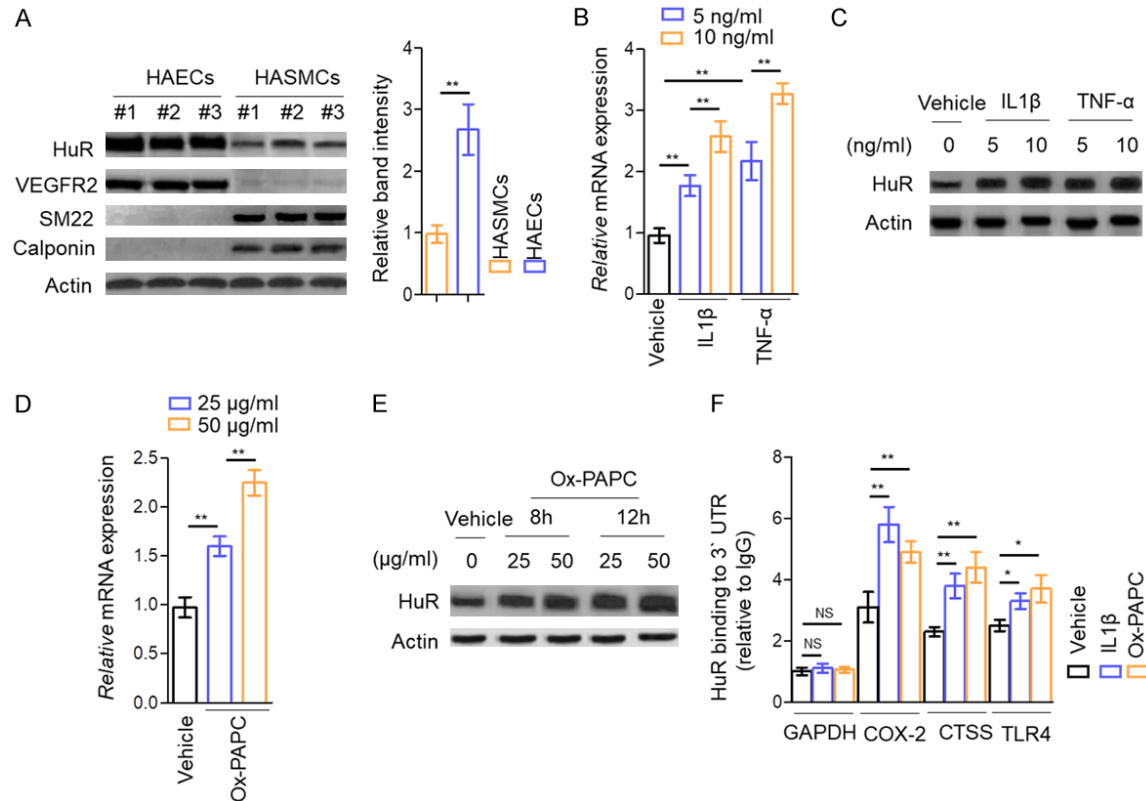 A
HAECs HASMCs
#1 #2 #3 #1 #2 #3
HuR
VEGFR2
SM22
Calponin
Actin
Relative band intensity
4
3
2
1
0
**
HASMCs
HAECs
B
5 ng/ml
10 ng/ml
Relative mRNA expression
4
3
2
1
0
**
**
**
**
Vehicle
IL1β
TNF-α
C
Vehicle IL1β TNF-α
(ng/ml) 0 5 10 5 10
HuR
Actin
D
25 µg/ml
50 µg/ml
Relative mRNA expression
2.5
2.0
1.5
1.0
0.5
0.0
**
**
Vehicle
Ox-PAPC
E
Ox-PAPC
Vehicle 8h 12h
(µg/ml) 0 25 50 25 50
HuR
Actin
F
HuR binding to 3` UTR
(relative to IgG)
8
6
4
2
0
NS
NS
**
**
**
**
*
*
GAPDH COX-2 CTSS TLR4
Vehicle
IL1β
Ox-PAPC